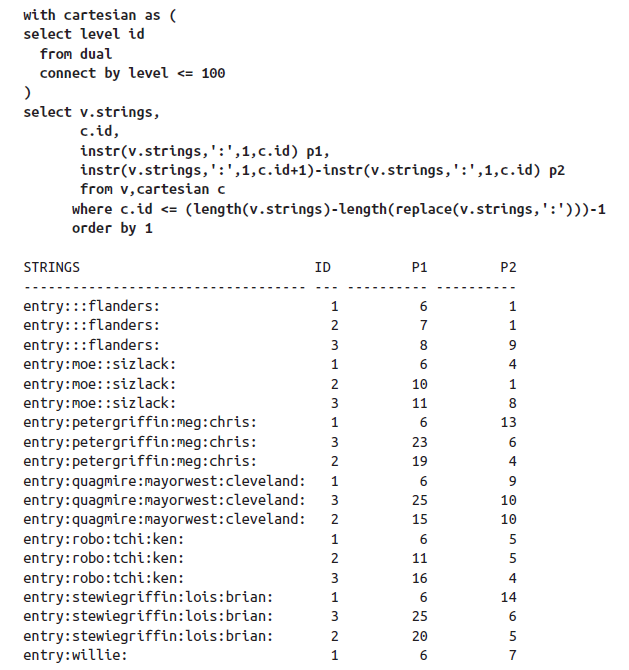 with cartesian as (
select level id
  from dual
  connect by level <= 100
)
select v.strings,
       c.id,
       instr(v.strings,':',1,c.id) p1,
       instr(v.strings,':',1,c.id+1)-instr(v.strings,':',1,c.id) p2
       from v,cartesian c
      where c.id <= (length(v.strings)-length(replace(v.strings,':')))-1
      order by 1
STRINGS                             ID         P1         P2
---------------------------------- --- ---------- ----------
entry:::flanders:                    1          6          1
entry:::flanders:                    2          7          1
entry:::flanders:                    3          8          9
entry:moe::sizlack:                  1          6          4
entry:moe::sizlack:                  2         10          1
entry:moe::sizlack:                  3         11          8
entry:petergriffin:meg:chris:        1          6         13
entry:petergriffin:meg:chris:        3         23          6
entry:petergriffin:meg:chris:        2         19          4
entry:quagmire:mayorwest:cleveland:  1          6          9
entry:quagmire:mayorwest:cleveland:  3         25         10
entry:quagmire:mayorwest:cleveland:  2         15         10
entry:robo:tchi:ken:                 1          6          5
entry:robo:tchi:ken:                 2         11          5
entry:robo:tchi:ken:                 3         16          4
entry:stewiegriffin:lois:brian:      1          6         14
entry:stewiegriffin:lois:brian:      3         25          6
entry:stewiegriffin:lois:brian:      2         20          5
entry:willie:                        1          6          7